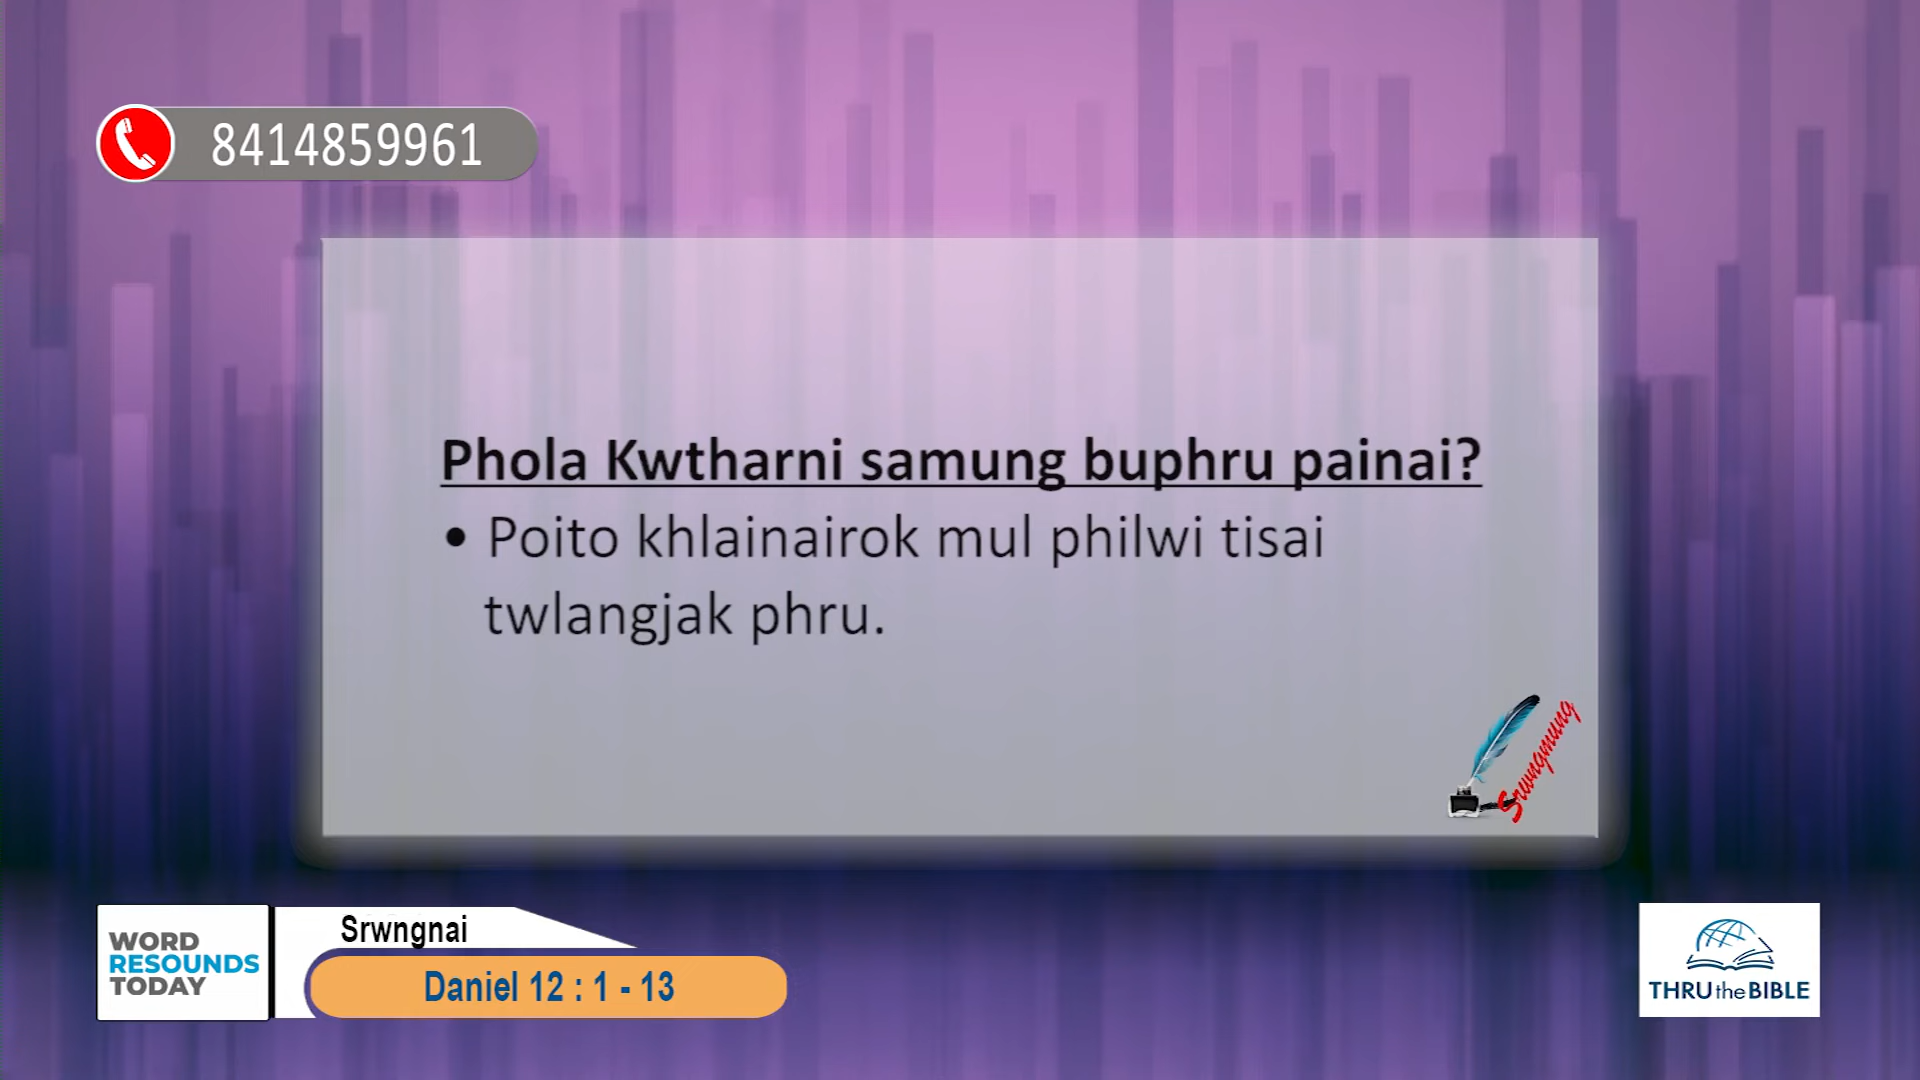 8414859961
Phola Kwtharni samung buphru painai?
• Poito khlainairok mul philwi tisai
twlangjak phru.
Srwngmung
WORD
RESOUNDS
TODAY
Srwngnai
Daniel 12 : 1 - 13
THRU the BIBLE